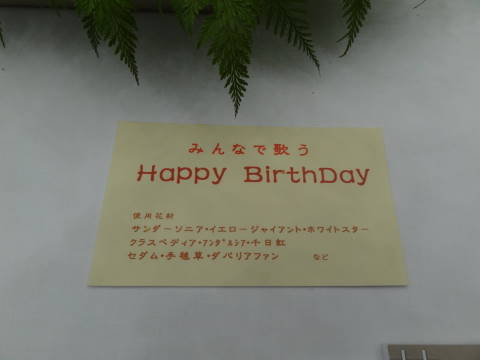 みんなで歌う
Happy BirthDay
使用花材
サンダーソニア・イエロージャイアント・ホワイトスター
クラスペディア・アンダルシア・千日紅
セダム・手毬草・ダバリアファン など